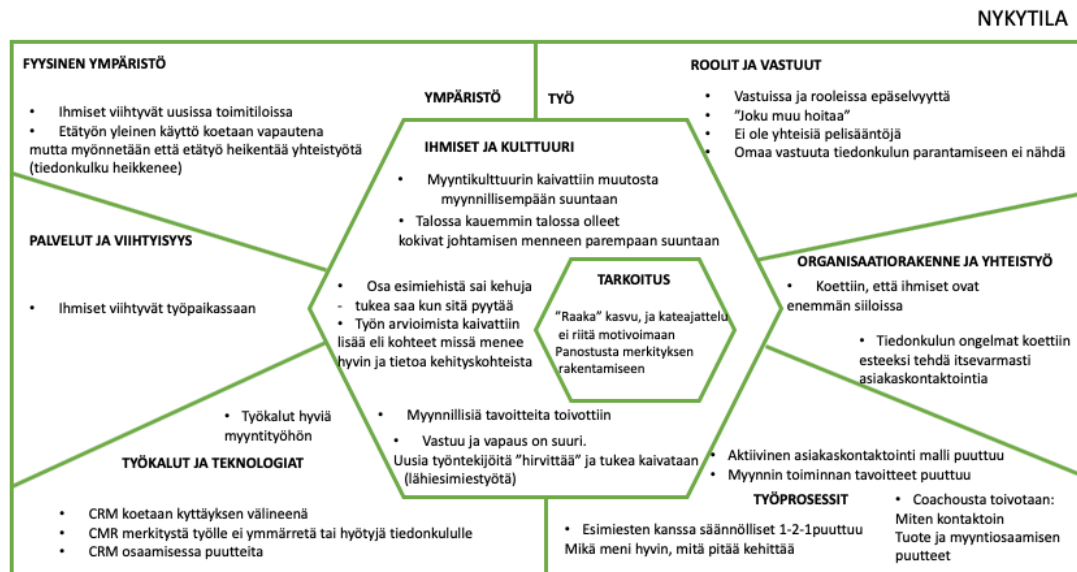 NYKYTILA
FYYSINEN YMPÄRISTÖ
• Ihmiset viihtyvät uusissa toimitiloissa
• Etätyön yleinen käyttö koetaan vapautena
mutta myönnetään että etätyö heikentää yhteistyötä
(tiedonkulku heikkenee)
YMPÄRISTÖ
TYÖ
ROOLIT JA VASTUUT
• Vastuissa ja rooleissa epäselvyyttä
• "Joku muu hoitaa"
• Ei ole yhteisiä pelisääntöjä
• Omaa vastuuta tiedonkulun parantamiseen ei nähdä
IHMISET JA KULTTUURI
• Myyntikulttuurin kaivattiin muutosta
myynnillisempään suuntaan
• Talossa kauemmin talossa olleet
kokivat johtamisen menneen parempaan suuntaan
• Osa esimiehistä sai kehuja
- tukea saa kun sitä pyytää
• Työn arvioimista kaivattiin
lisää eli kohteet missä menee
hyvin ja tietoa kehityskohteista
TARKOITUS
"Raaka" kasvu, ja kateajattelu
ei riitä motivoimaan
Panostusta merkityksen
rakentamiseen
• Myynnillisiä tavoitteita toivottiin
• Vastuu ja vapaus on suuri.
Uusia työntekijöitä "hirvittää" ja tukea kaivataan
(lähiesimiestyötä)
PALVELUT JA VIIHTYISYYS
• Ihmiset viihtyvät työpaikassaan
ORGANISAATIORAKENNE JA YHTEISTYÖ
• Koettiin, että ihmiset ovat
enemmän siiloissa
• Tiedonkulun ongelmat koettiin
esteeksi tehdä itsevarmasti
asiakaskontaktointia
• Työkalut hyviä
myyntityöhön
TYÖKALUT JA TEKNOLOGIAT
• CRM koetaan kyttäyksen välineenä
• CMR merkitystä työlle ei ymmärretä tai hyötyjä tiedonkululle
• CRM osaamisessa puutteita
• Aktiivinen asiakaskontaktointi malli puuttuu
• Myynnin toiminnan tavoitteet puuttuu
TYÖPROSESSIT
• Esimiesten kanssa säännölliset 1-2-1puuttuu
Mikä meni hyvin, mitä pitää kehittää
• Coachousta toivotaan:
Miten kontaktoin
Tuote ja myyntiosaamisen
puutteet